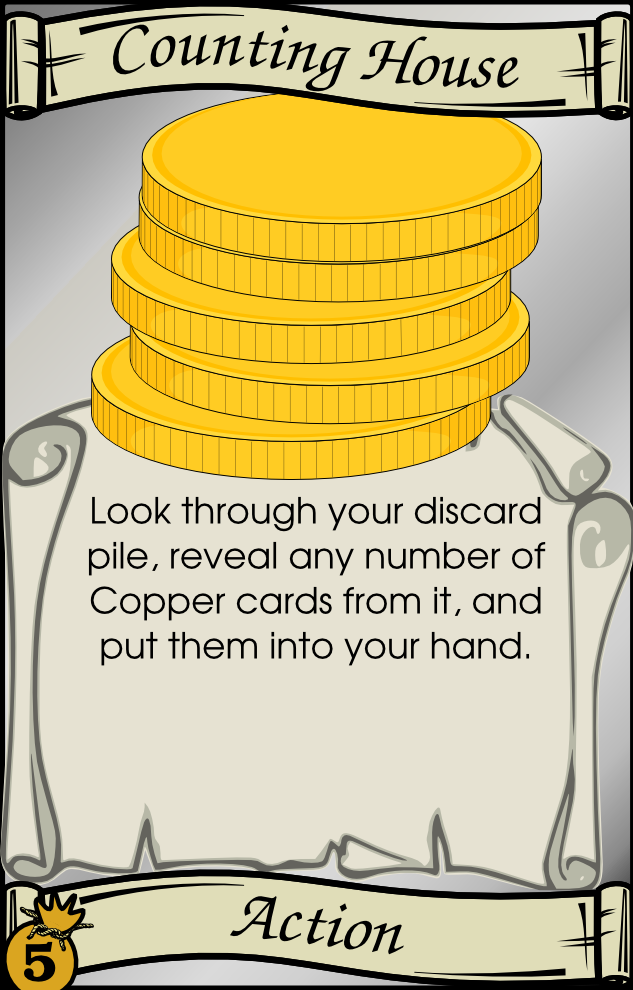 Counting House
Look through your discard
pile, reveal any number of
Copper cards from it, and
put them into your hand.
Action
5